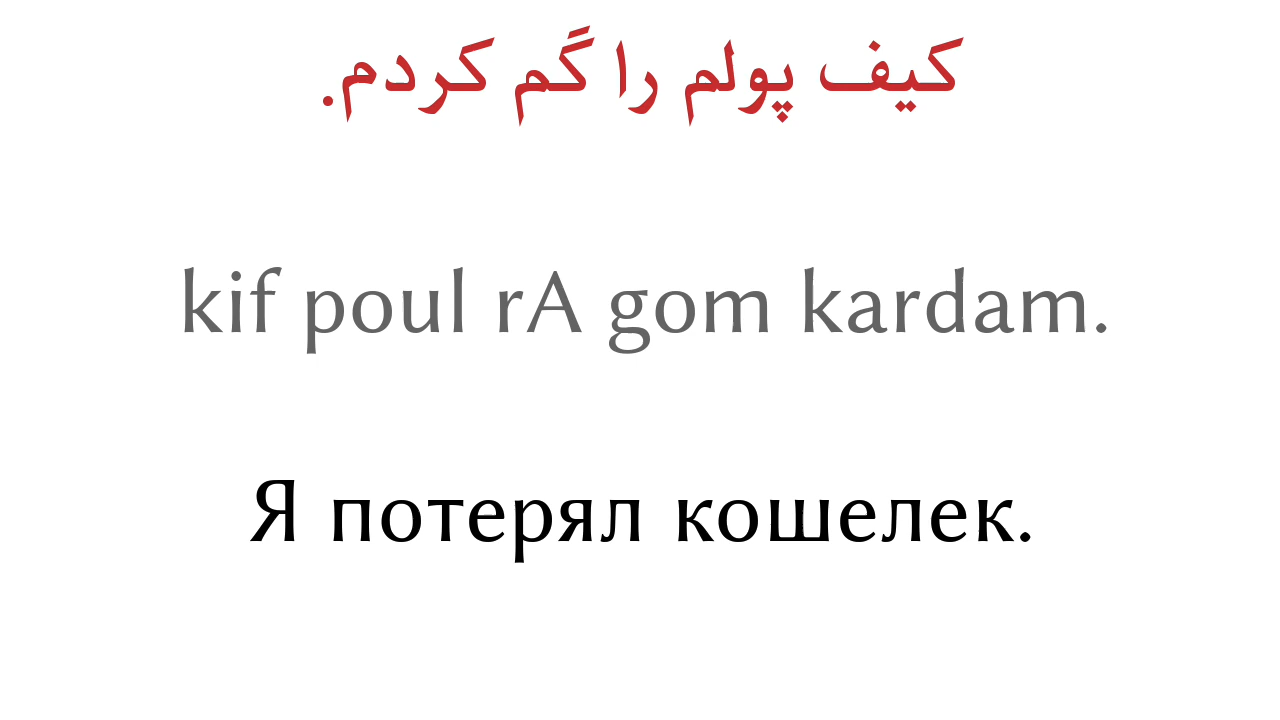 کیف پولم را گم کردم.
kif poul rA gom kardam.
Я потерял кошелек.